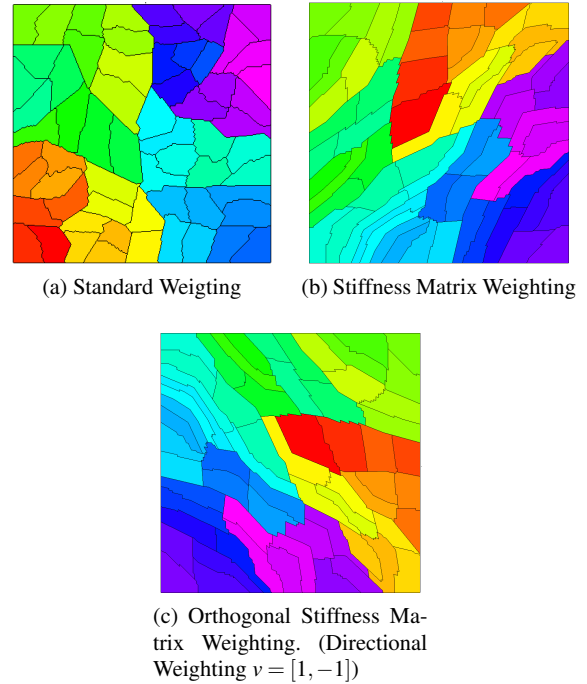 (a) Standard Weigting
(b) Stiffness Matrix Weighting
(c) Orthogonal Stiffness Ma-
trix Weighting. (Directional
Weighting v = [1, −1])